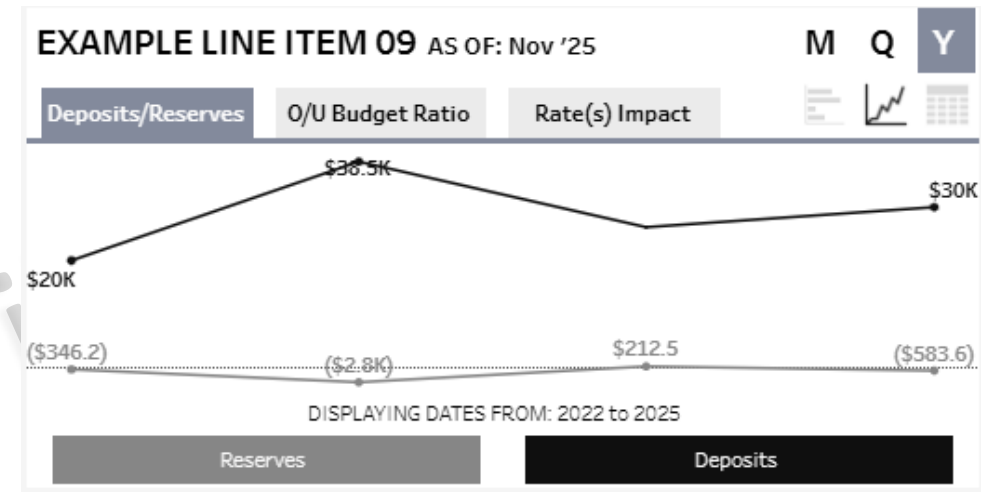 EXAMPLE LINE ITEM 09 AS OF: Nov '25
M Q Y
Deposits/Reserves O/U Budget Ratio Rate(s) Impact
$38.5K
$30K
$20K
($346.2) ($2.8K) $212.5 ($583.6)
DISPLAYING DATES FROM: 2022 to 2025
Reserves Deposits